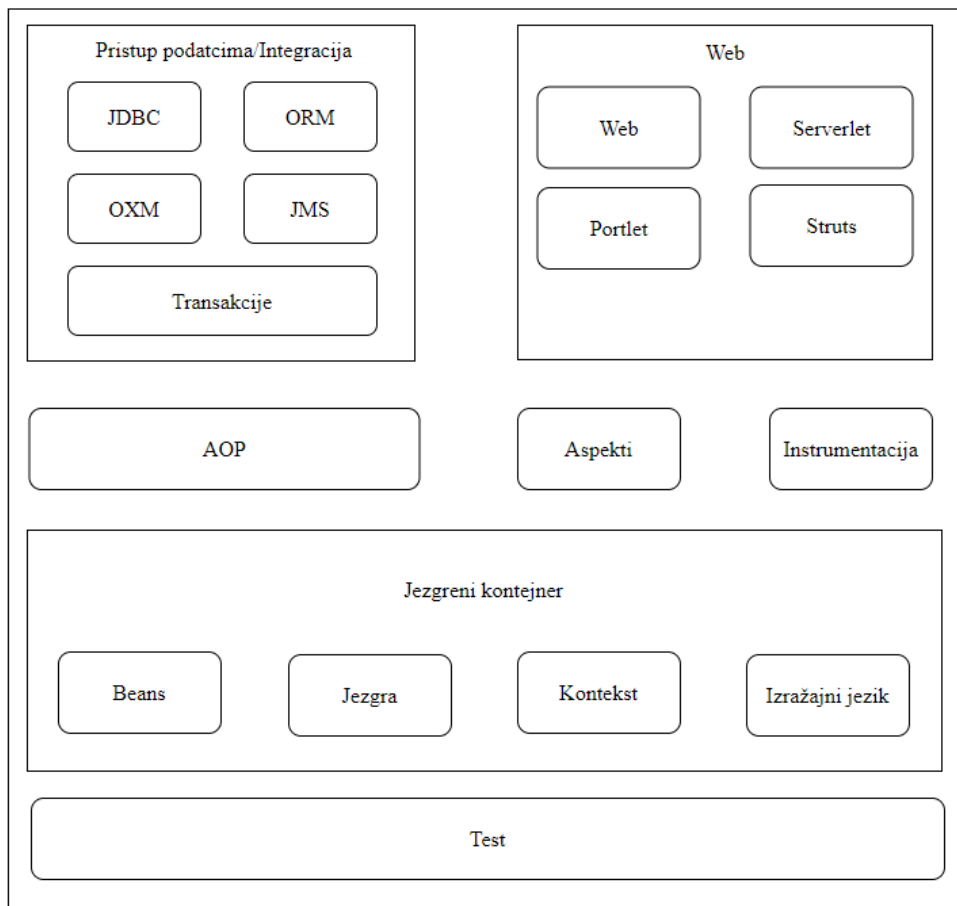 Pristup podatcima/Integracija
JDBC
ORM
OXM
JMS
Transakcije
Web
Web
Serverlet
Portlet
Struts
AOP
Aspekti
Instrumentacija
Jezgreni kontejner
Beans
Jezgra
Kontekst
Izražajni jezik
Test